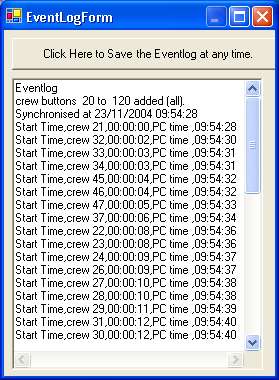 EventLogForm
Click Here to Save the Eventlog at any time.
Eventlog
crew buttons  20 to  120 added (all).
Synchronised at 23/11/2004 09:54:28
Start Time,crew 21,00:00:00,PC time ,09:54:28
Start Time,crew 32,00:00:02,PC time ,09:54:30
Start Time,crew 33,00:00:03,PC time ,09:54:31
Start Time,crew 34,00:00:03,PC time ,09:54:31
Start Time,crew 45,00:00:04,PC time ,09:54:32
Start Time,crew 46,00:00:04,PC time ,09:54:32
Start Time,crew 47,00:00:05,PC time ,09:54:33
Start Time,crew 37,00:00:06,PC time ,09:54:34
Start Time,crew 22,00:00:08,PC time ,09:54:36
Start Time,crew 23,00:00:08,PC time ,09:54:36
Start Time,crew 24,00:00:09,PC time ,09:54:37
Start Time,crew 26,00:00:09,PC time ,09:54:37
Start Time,crew 27,00:00:10,PC time ,09:54:38
Start Time,crew 28,00:00:10,PC time ,09:54:38
Start Time,crew 29,00:00:11,PC time ,09:54:39
Start Time,crew 31,00:00:12,PC time ,09:54:40
Start Time,crew 30,00:00:12,PC time ,09:54:40